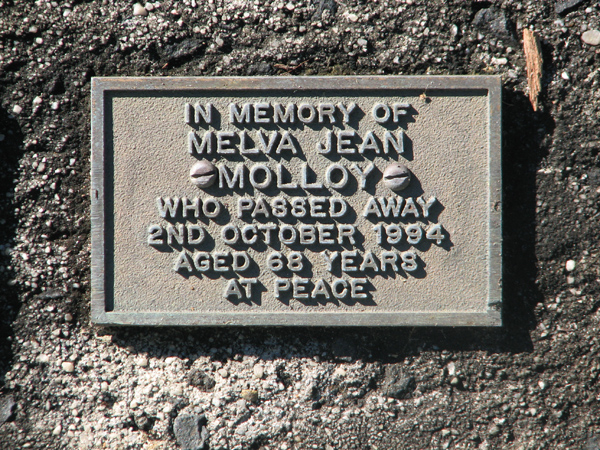 IN MEMORY OF
MELVA JEAN
MOLLOY
WHO PASSED AWAY
2ND OCTOBER 1994
AGED 68 YEARS
AT PEACE